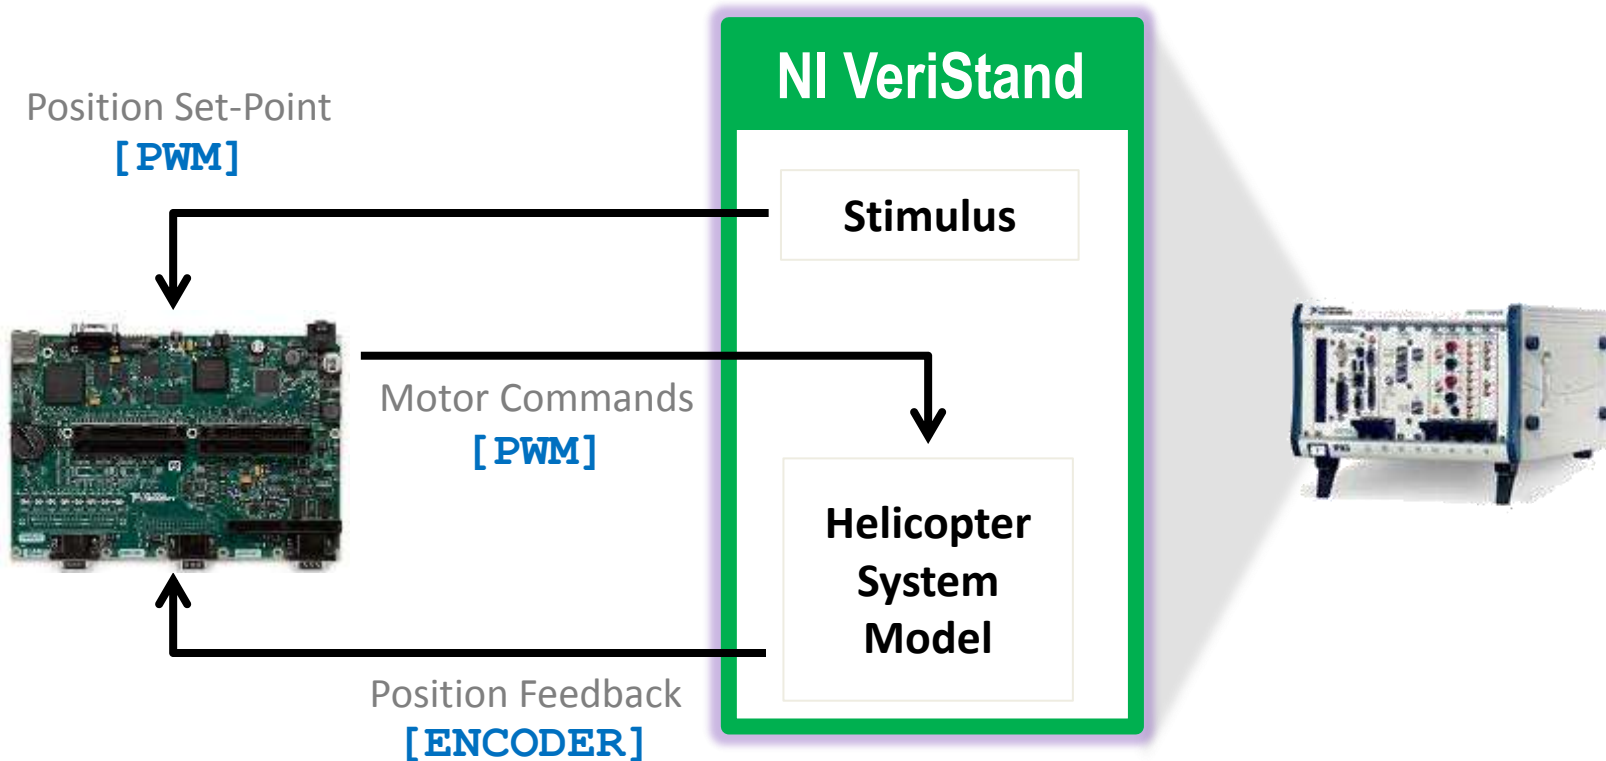 NI VeriStand
Position Set-Point
[PWM]
Stimulus
Motor Commands
[PWM]
Helicopter
System
Model
Position Feedback
[ENCODER]